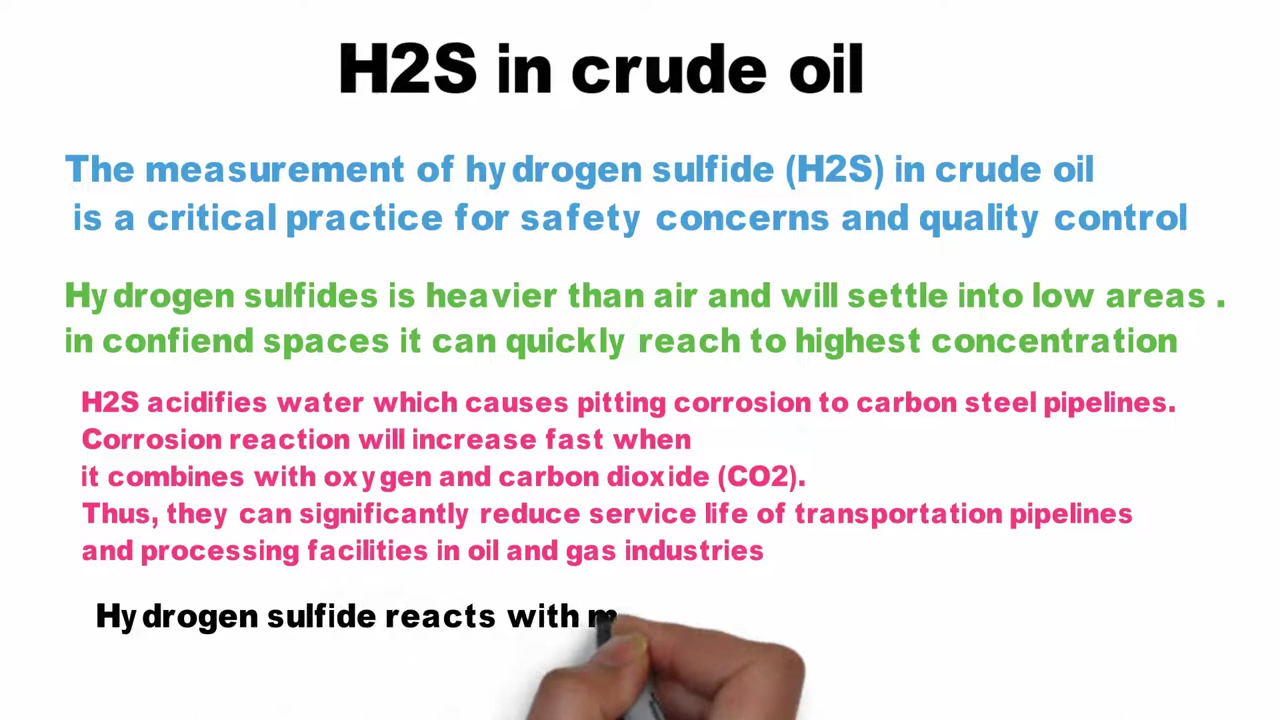 H2S in crude oil
The measurement of hydrogen sulfide (H2S) in crude oil
is a critical practice for safety concerns and quality control
Hydrogen sulfides is heavier than air and will settle into low areas .
in confiend spaces it can quickly reach to highest concentration
H2S acidifies water which causes pitting corrosion to carbon steel pipelines.
Corrosion reaction will increase fast when
it combines with oxygen and carbon dioxide (CO2).
Thus, they can significantly reduce service life of transportation pipelines
and processing facilities in oil and gas industries
Hydrogen sulfide reacts with